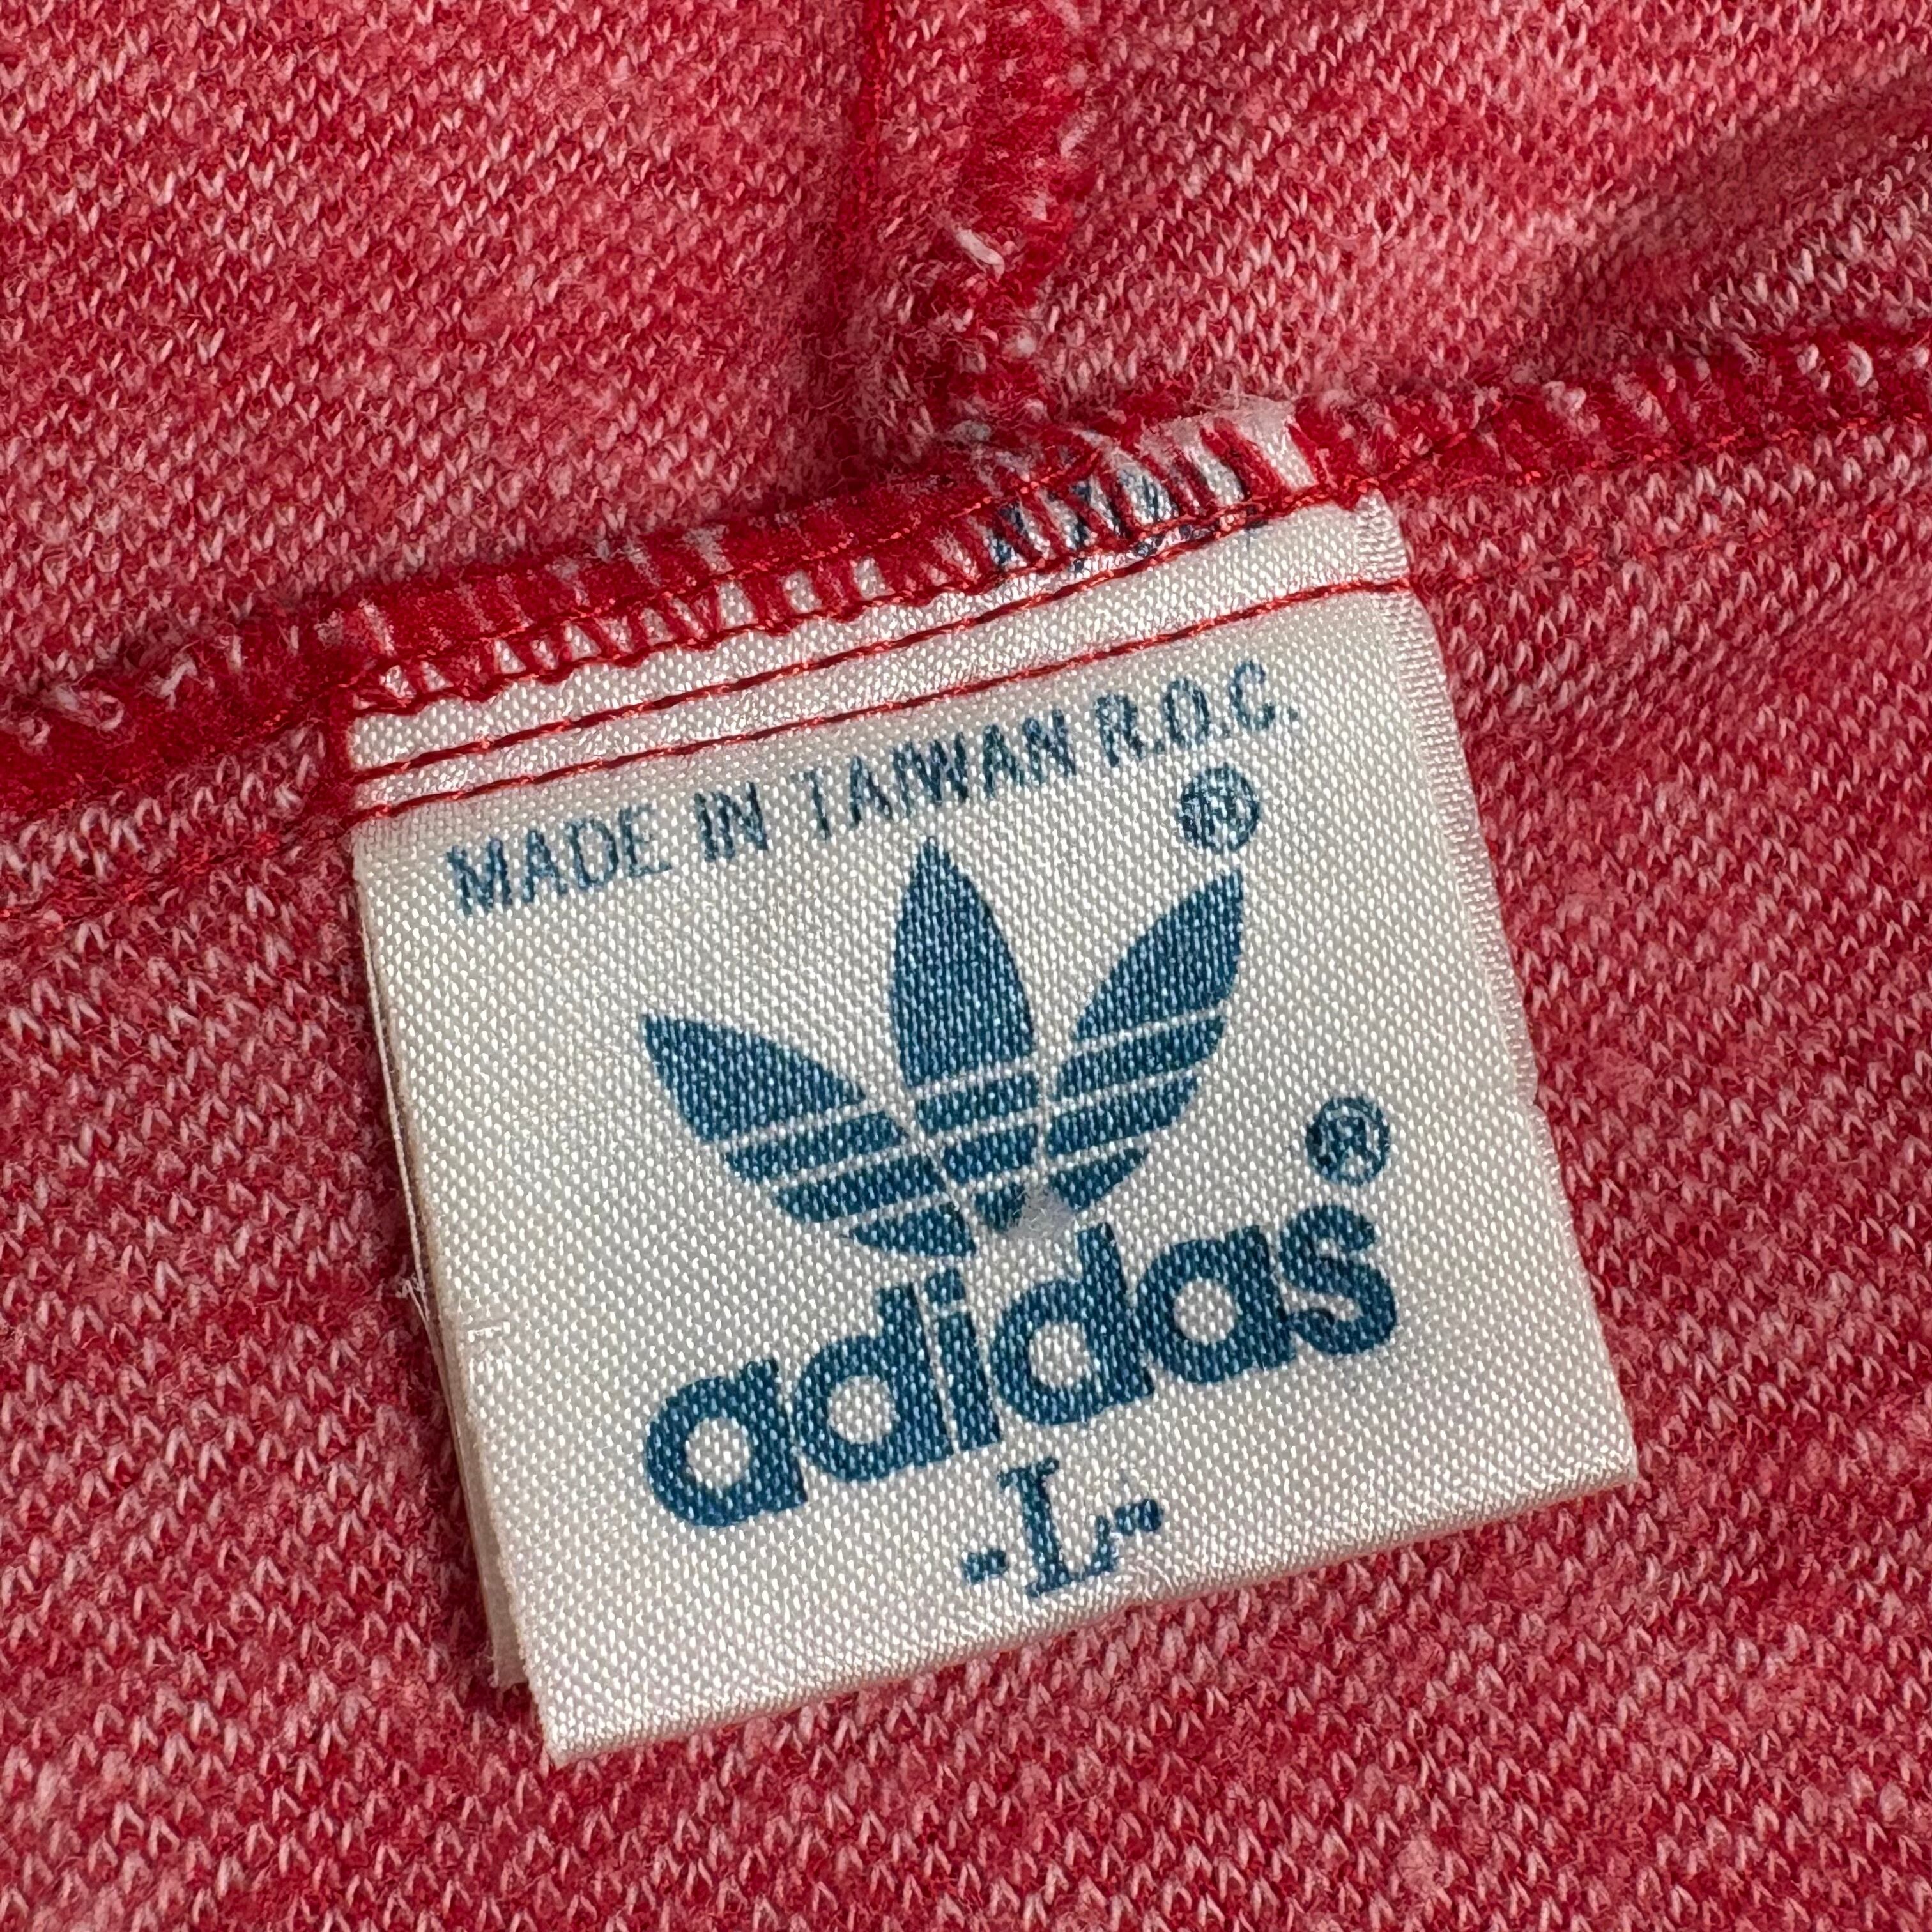 MADE IN TAIWAN R.O.C.
®
®
adidas
-L-